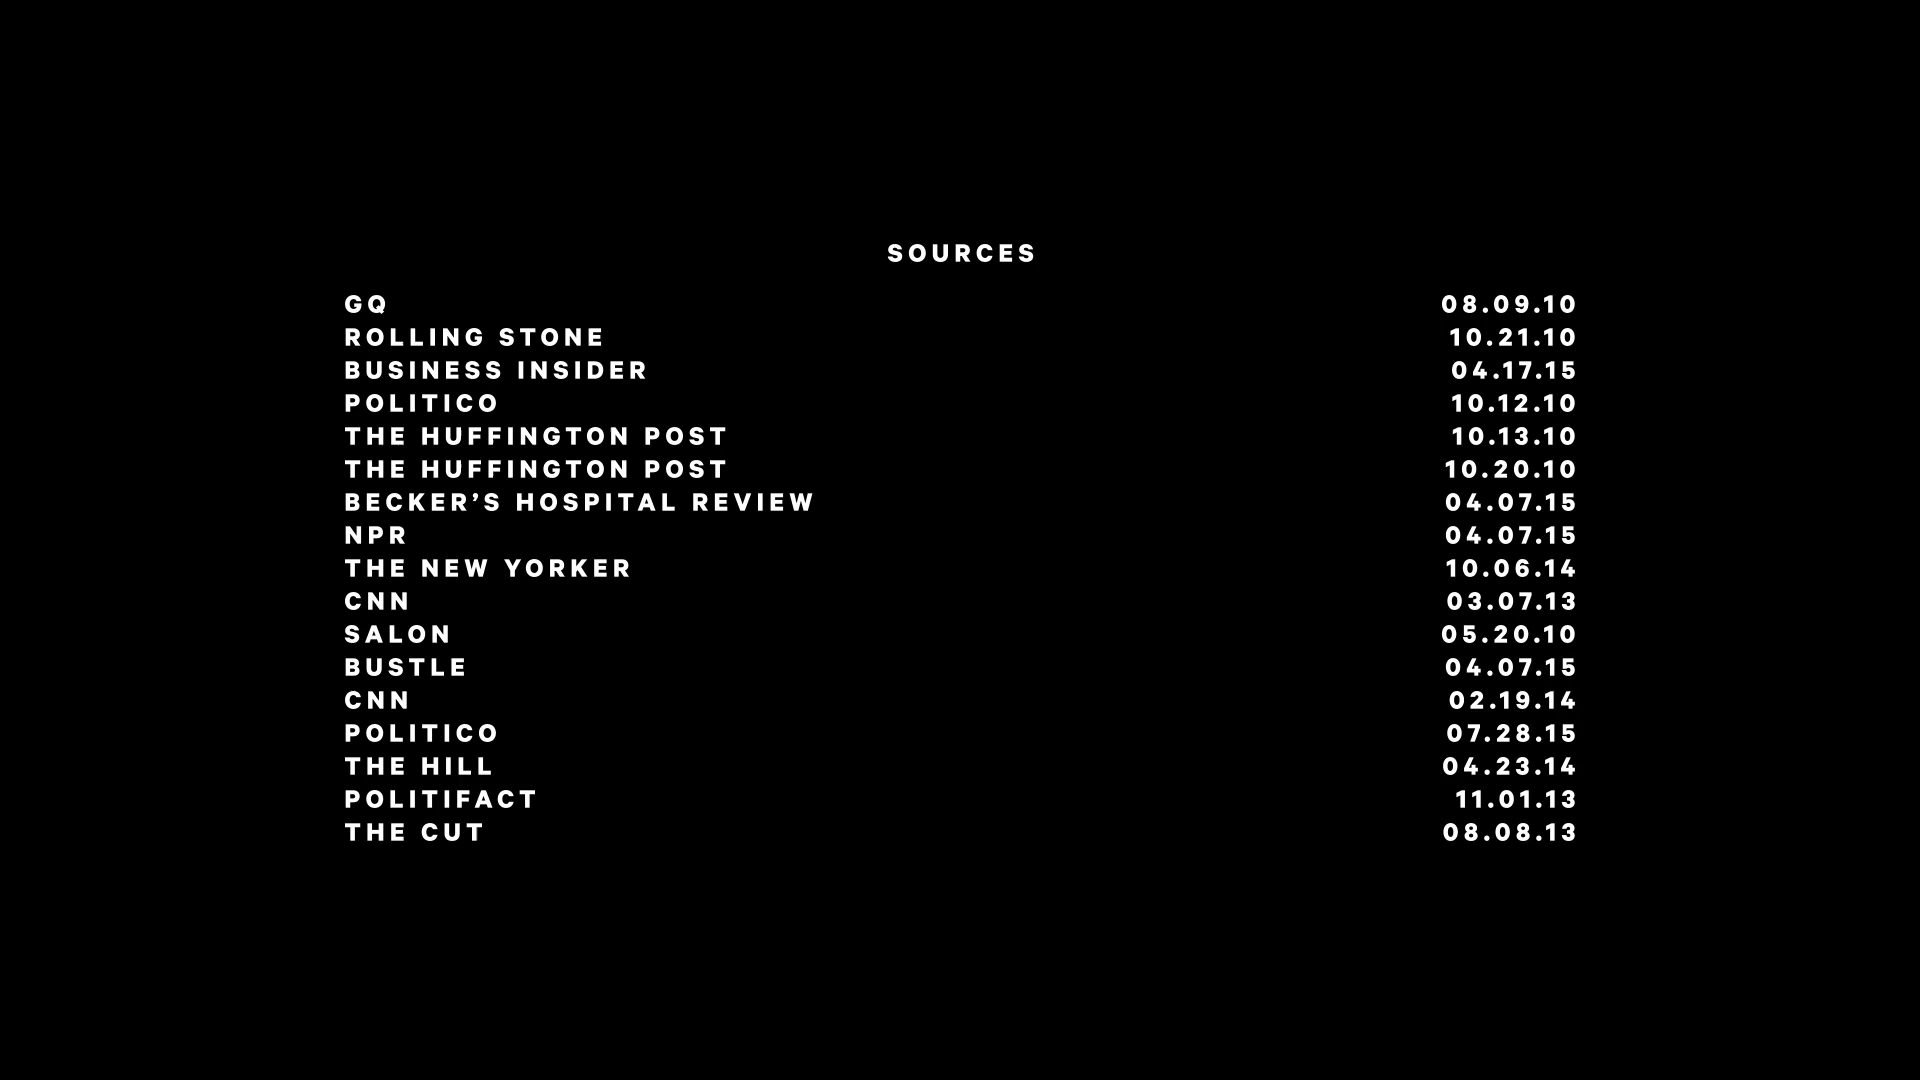 SOURCES
GQ 08.09.10
ROLLING STONE 10.21.10
BUSINESS INSIDER 04.17.15
POLITICO 10.12.10
THE HUFFINGTON POST 10.13.10
THE HUFFINGTON POST 10.20.10
BECKER’S HOSPITAL REVIEW 04.07.15
NPR 04.07.15
THE NEW YORKER 10.06.14
CNN 03.07.13
SALON 05.20.10
BUSTLE 04.07.15
CNN 02.19.14
POLITICO 07.28.15
THE HILL 04.23.14
POLITIFACT 11.01.13
THE CUT 08.08.13